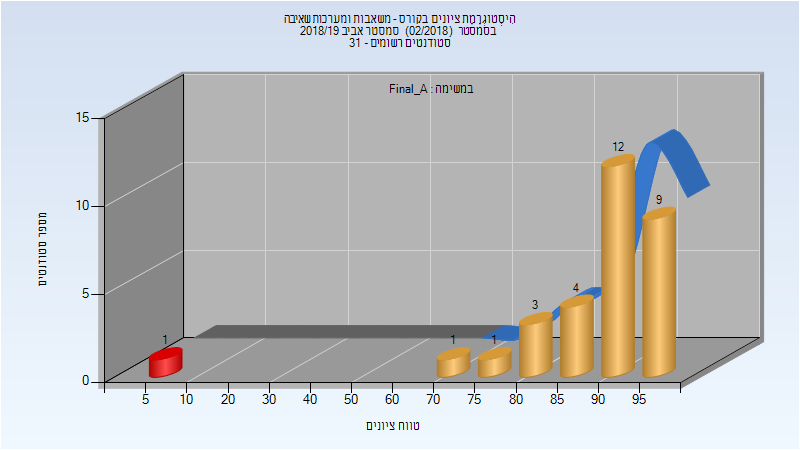 היסטוגרמת ציונים בקורס - משאבות ומערכות שאיבה
בסמסטר (02/2018) סמסטר אביב 2018/19
סטודנטים רשומים - 31
במשימה : Final_A
מספר סטודנטים
15
10
5
0
1
1
1
3
4
12
9
5 10 20 30 40 50 60 70 75 80 85 90 95
טווח ציונים